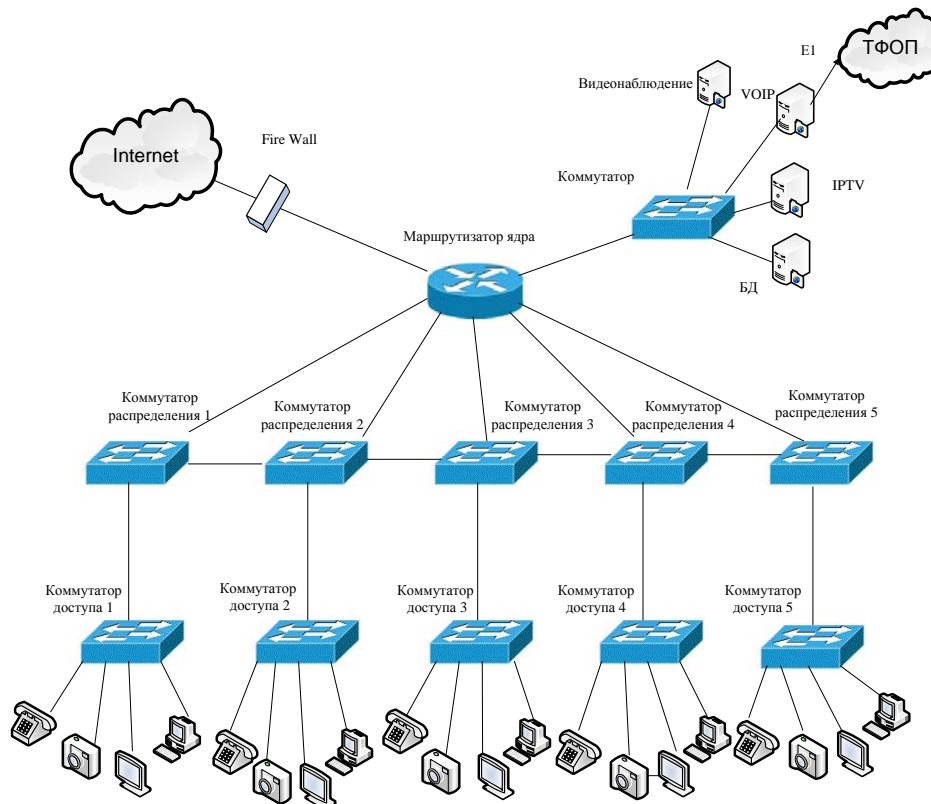 E1
ТФОП
Видеонаблюдение
VOIP
Internet
Fire Wall
Коммутатор
IPTV
Маршрутизатор ядра
БД
Коммутатор
распределения 1
Коммутатор
распределения 2
Коммутатор
распределения 3
Коммутатор
распределения 4
Коммутатор
распределения 5
Коммутатор
доступа 1
Коммутатор
доступа 2
Коммутатор
доступа 3
Коммутатор
доступа 4
Коммутатор
доступа 5